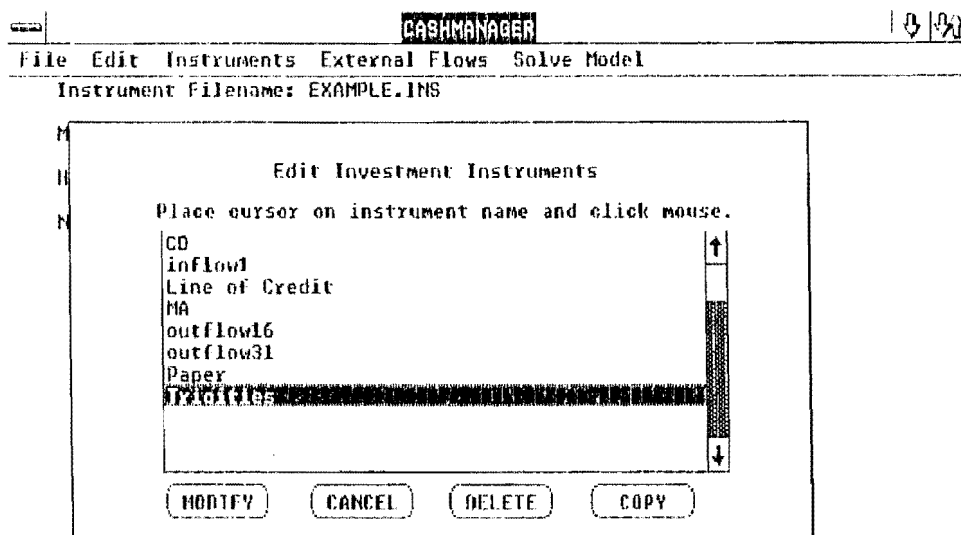 CASHMANAGER
File Edit Instruments External Flows Solve Model
Instrument Filename: EXAMPLE.INS
M
N
Edit Investment Instruments
Place cursor on instrument name and click mouse.
CD
inflow1
Line of Credit
MA
outflow16
outflow31
Paper
MODIFY CANCEL DELETE COPY